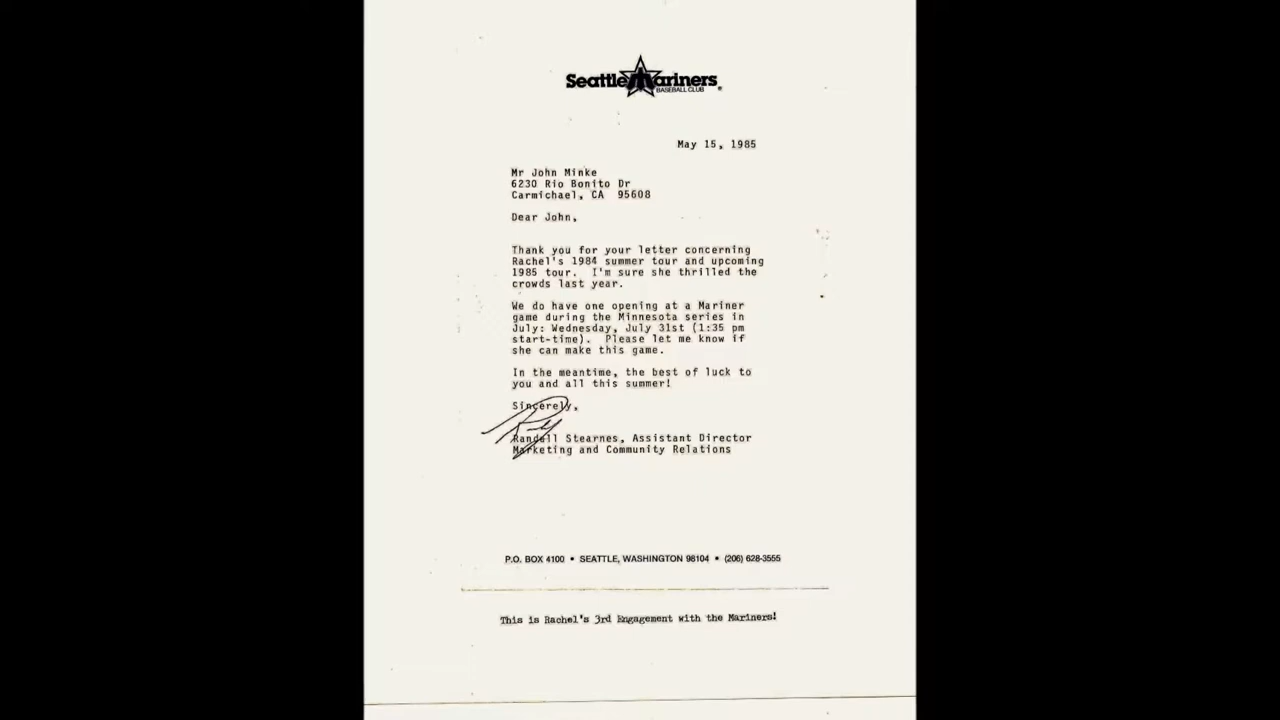 Seattle Mariners
BASEBALL CLUB
May 15, 1985
Mr John Minke
6230 Rio Bonito Dr
Carmichael, CA 95608
Dear John,
Thank you for your letter concerning
Rachel's 1984 summer tour and upcoming
1985 tour. I'm sure she thrilled the
crowds last year.
We do have one opening at a Mariner
game during the Minnesota series in
July: Wednesday, July 31st (1:35 pm
start-time). Please let me know if
she can make this game.
In the meantime, the best of luck to
you and all this summer!
Sincerely,
Randall Stearnes, Assistant Director
Marketing and Community Relations
P.O. BOX 4100 • SEATTLE, WASHINGTON 98104 • (206) 628-3555
This is Rachel's 3rd Engagement with the Mariners!